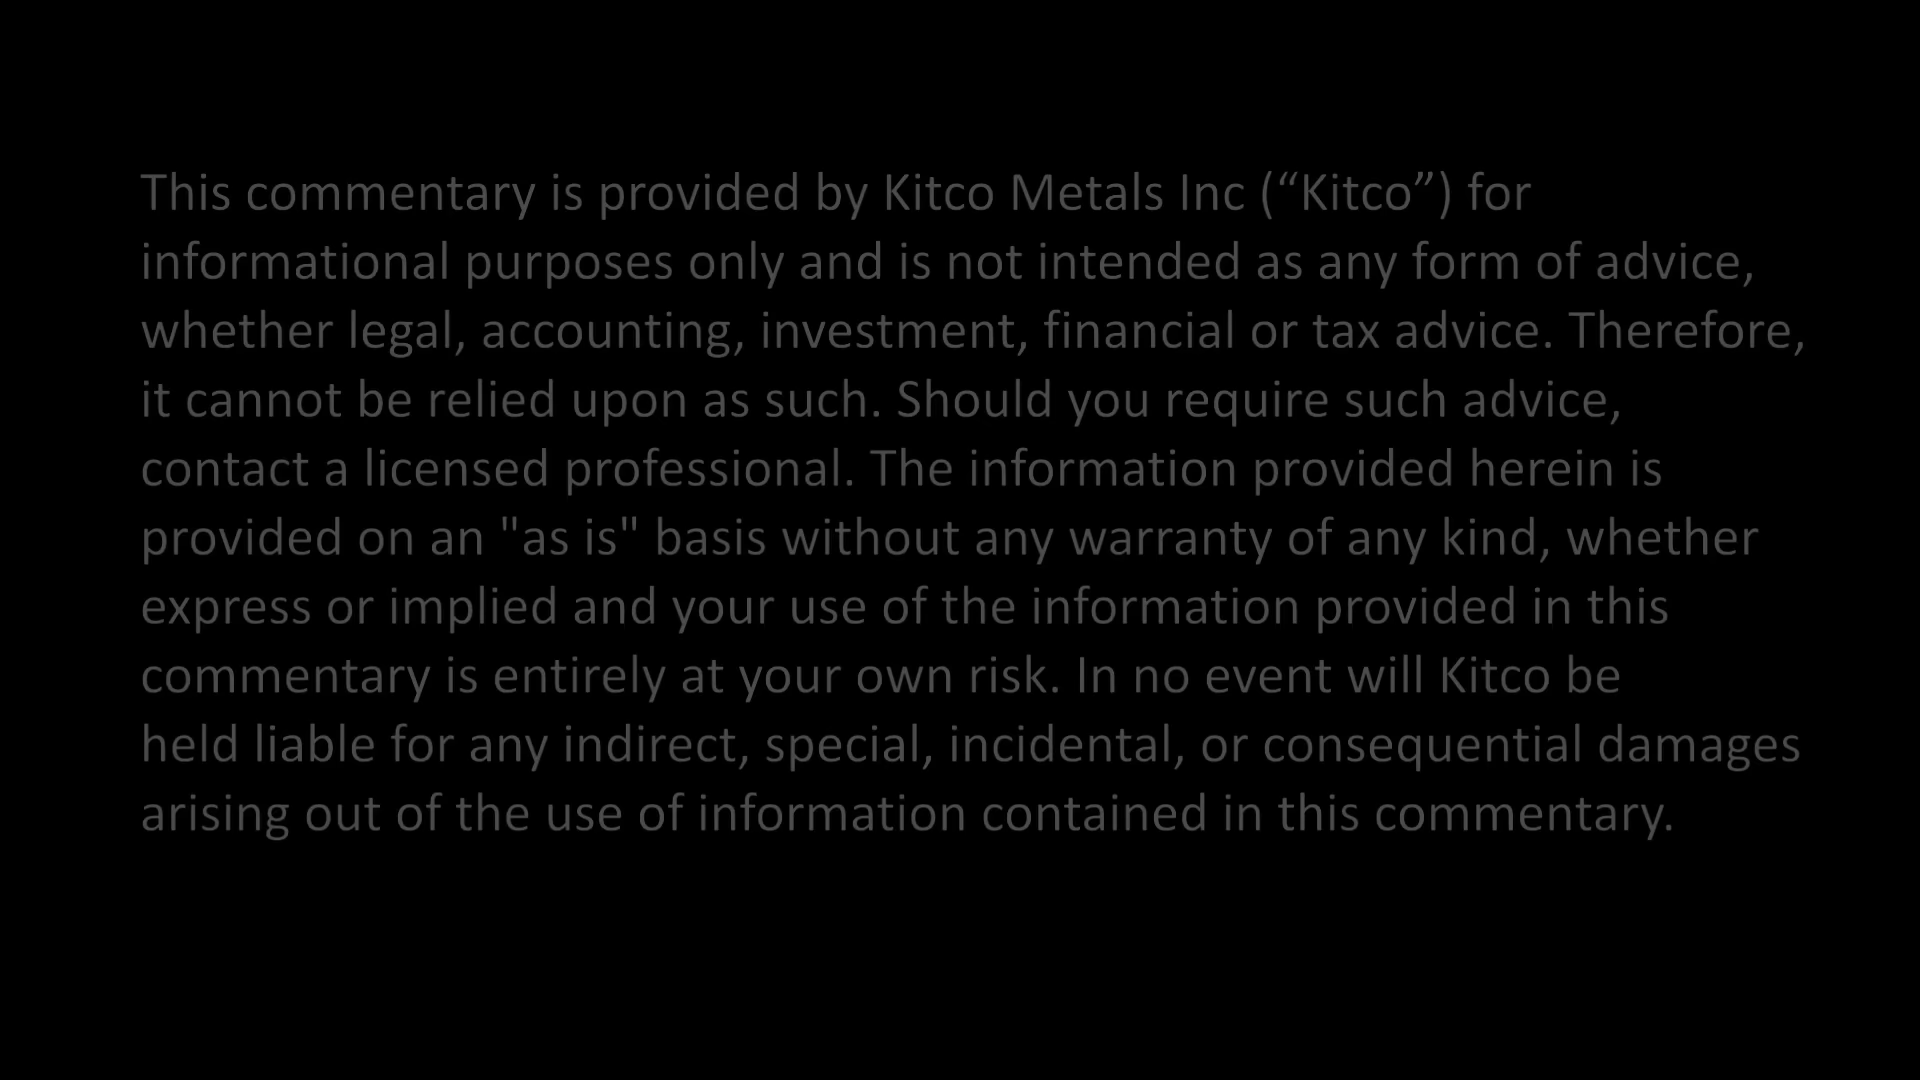 This commentary is provided by Kitco Metals Inc (“Kitco”) for
informational purposes only and is not intended as any form of advice,
whether legal, accounting, investment, financial or tax advice. Therefore,
it cannot be relied upon as such. Should you require such advice,
contact a licensed professional. The information provided herein is
provided on an "as is" basis without any warranty of any kind, whether
express or implied and your use of the information provided in this
commentary is entirely at your own risk. In no event will Kitco be
held liable for any indirect, special, incidental, or consequential damages
arising out of the use of information contained in this commentary.